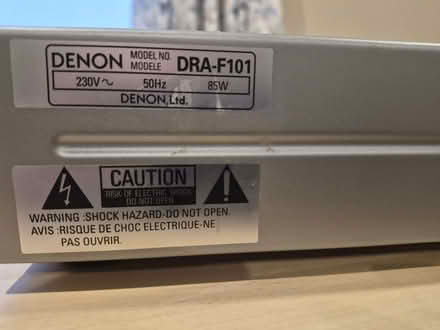 DENON MODEL NO. MODELE DRA-F101
230V ~ 50Hz 85W
DENON, Ltd.
CAUTION
RISK OF ELECTRIC SHOCK
DO NOT OPEN
WARNING :SHOCK HAZARD-DO NOT OPEN.
AVIS :RISQUE DE CHOC ELECTRIQUE-NE
PAS OUVRIR.